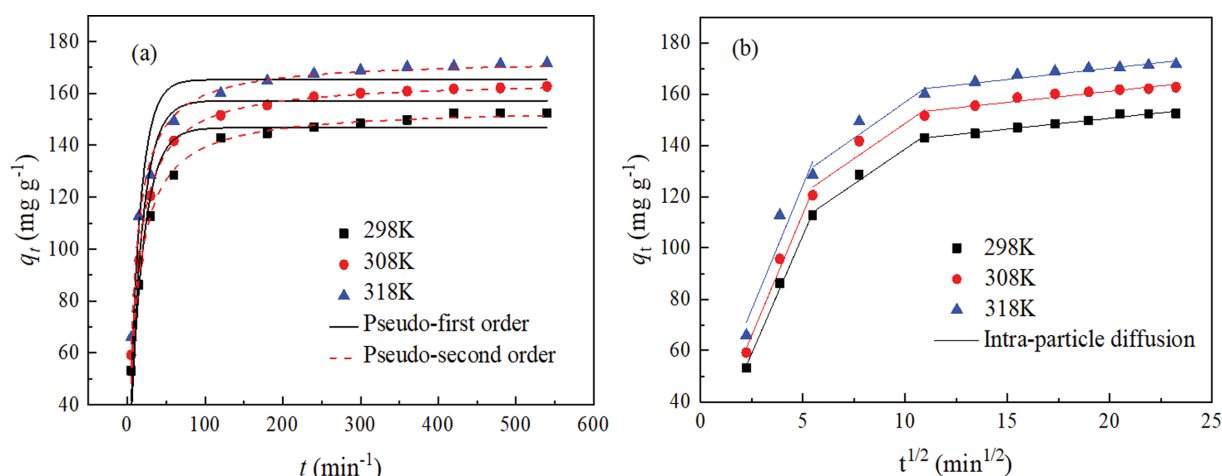 (a)
180
160
140
120
100
80
60
40
qt (mg g-1)
298K
308K
318K
Pseudo-first order
Pseudo-second order
0 100 200 300 400 500 600
t (min-1)
(b)
180
160
140
120
100
80
60
40
qt (mg g-1)
298K
308K
318K
Intra-particle diffusion
0 5 10 15 20 25
t1/2 (min1/2)